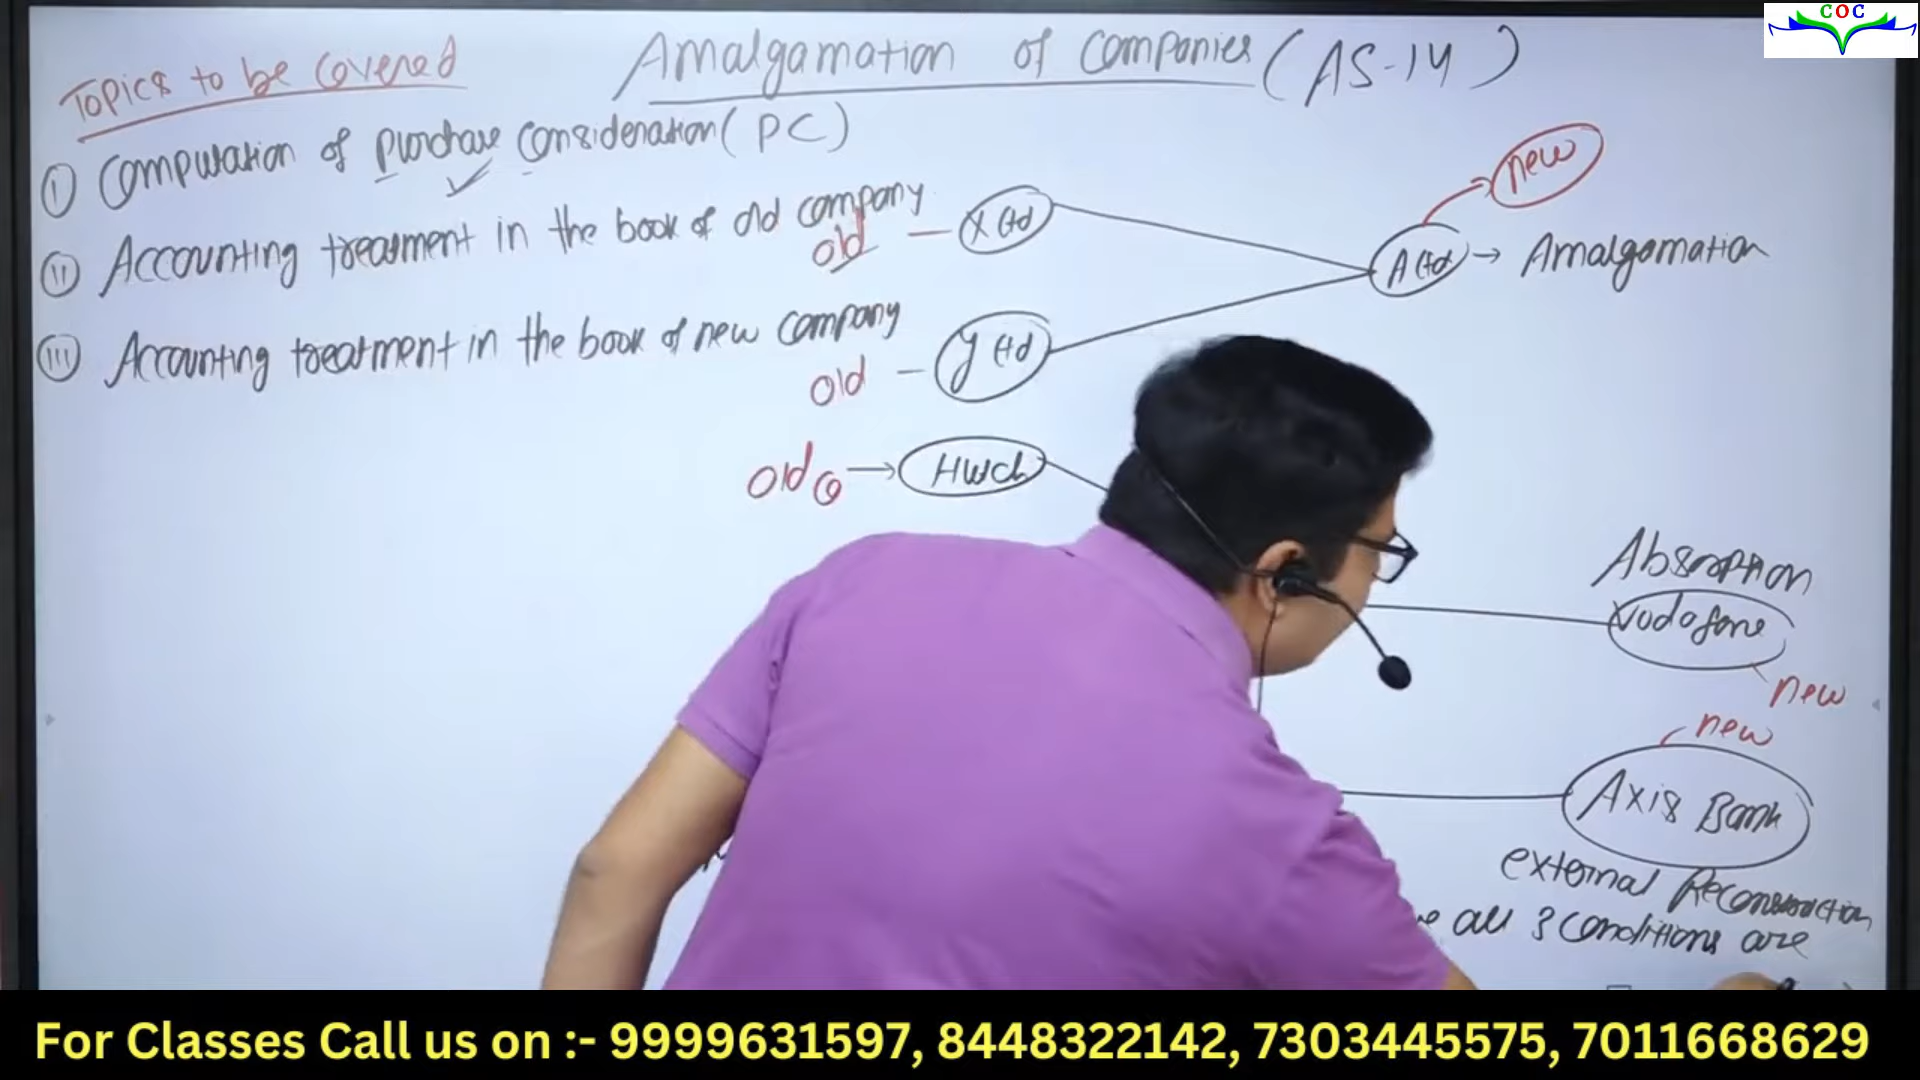 COC
Topics to be covered
Amalgamation of Companies (AS-14)
(I) Computation of purchase Consideration (PC)
(II) Accounting treatment in the book of old company
(III) Accounting treatment in the book of new company
old — X Ltd
new
A Ltd → Amalgamation
old — Y Ltd
old → Hutch
Absorption
Vodofone
new
new
Axis Bank
external Reconstruction
all 3 Conditions are
For Classes Call us on :- 9999631597, 8448322142, 7303445575, 7011668629